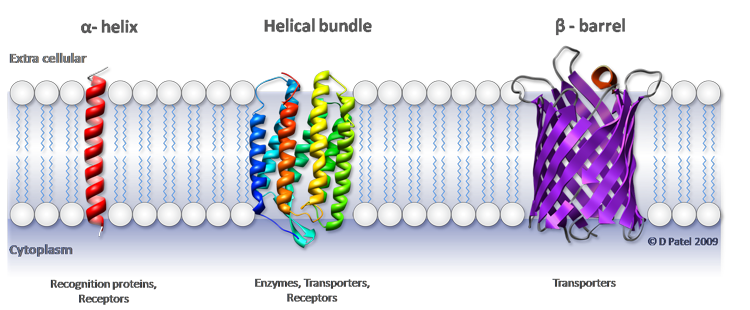 α- helix
Helical bundle
β - barrel
Extra cellular
Cytoplasm
© D Patel 2009
Recognition proteins,
Receptors
Enzymes, Transporters,
Receptors
Transporters